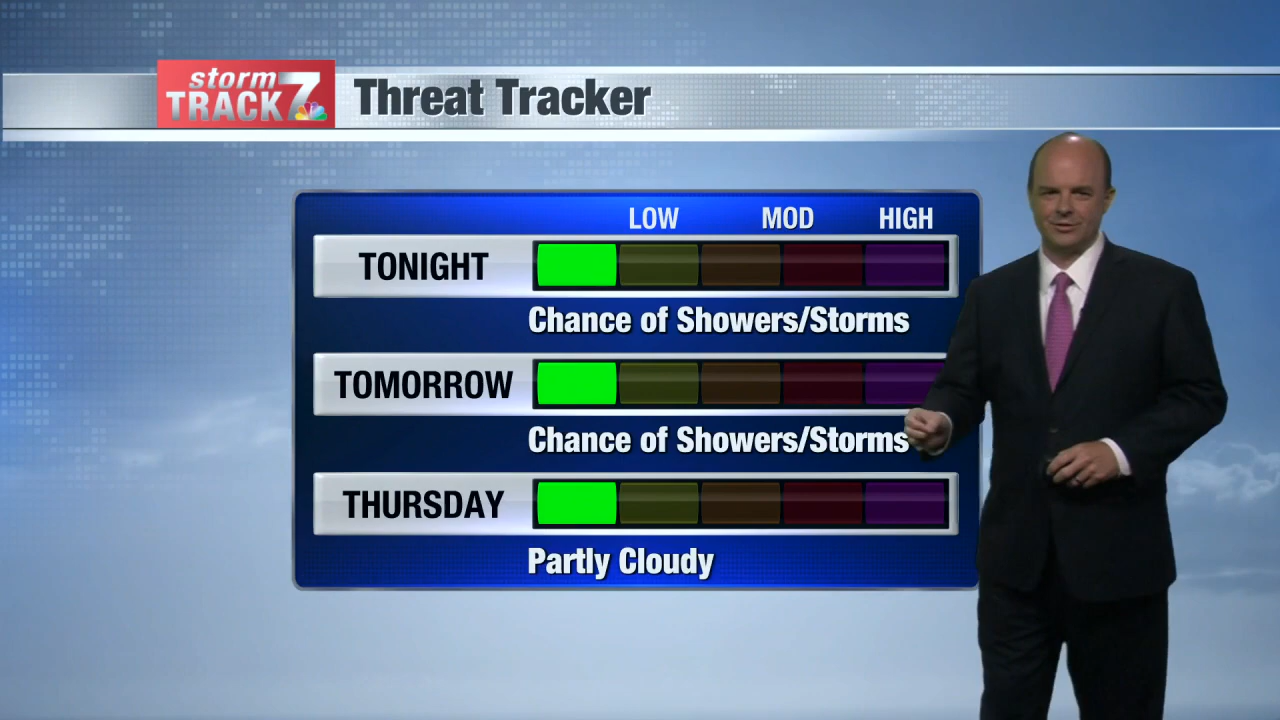 storm
TRACK 7
Threat Tracker
LOW MOD HIGH
TONIGHT
Chance of Showers/Storms
TOMORROW
Chance of Showers/Storms
THURSDAY
Partly Cloudy